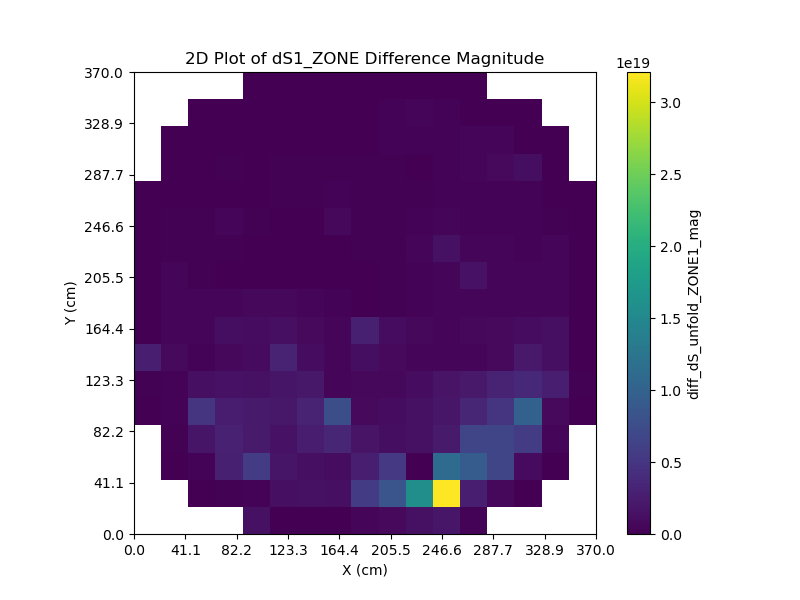 2D Plot of dS1_ZONE Difference Magnitude
1e19
370.0
328.9
287.7
246.6
205.5
164.4
123.3
82.2
41.1
0.0
Y (cm)
0.0 41.1 82.2 123.3 164.4 205.5 246.6 287.7 328.9 370.0
X (cm)
3.0
2.5
2.0
1.5
1.0
0.5
0.0
diff_dS_unfold_ZONE1_mag